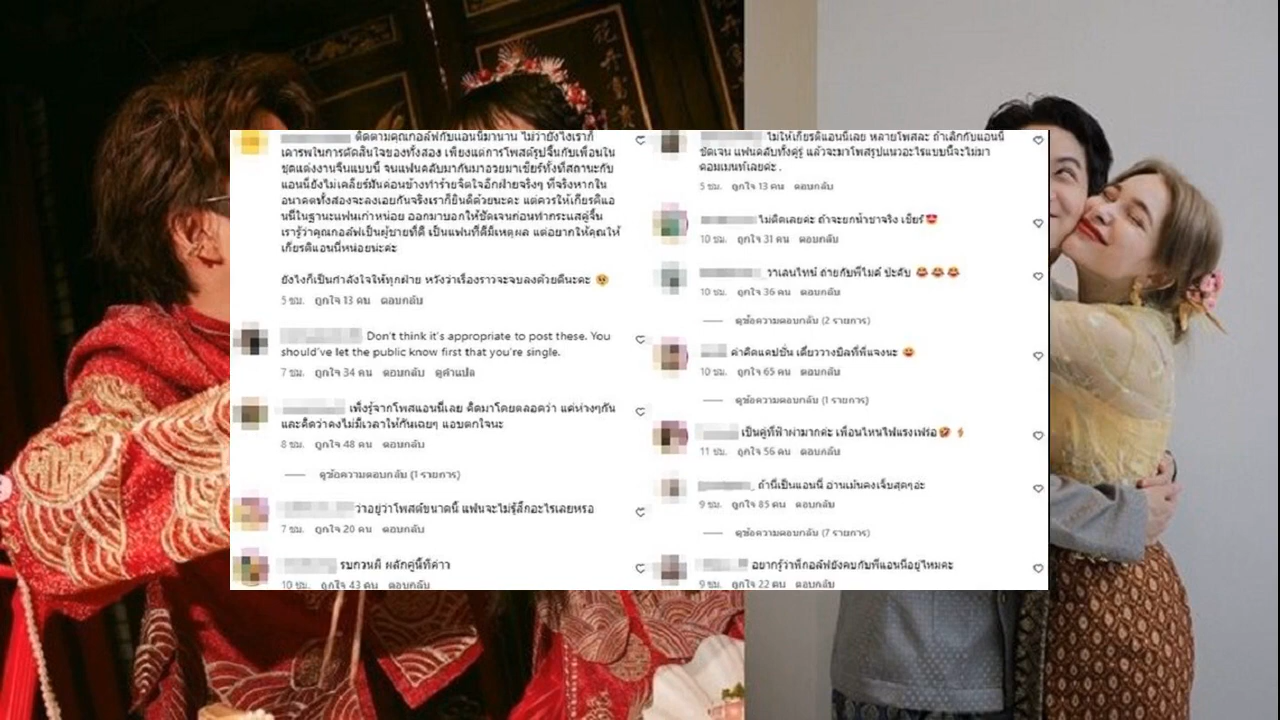 ติดตามคุณกอล์ฟกับแอนนี่มานาน ไม่ว่ายังไงเราก็
เคารพในการตัดสินใจของทั้งสอง เพียงแต่การโพสต์รูปจิ้นกับเพื่อนใน
ชุดแต่งงานจีนแบบนี้ จนแฟนคลับมากันมาอวยมาเชียร์ทั้งที่สถานะกับ
แอนนี่ยังไม่เคลียร์มันค่อนข้างทำร้ายจิตใจอีกฝ่ายจริงๆ ที่จริงหากใน
อนาคตทั้งสองจะลงเอยกันจริงเราก็ยินดีด้วยนะคะ แต่ควรให้เกียรติแอ
นนี่ในฐานะแฟนเก่าหน่อย ออกมาบอกให้ชัดเจนก่อนทำกระแสคู่จิ้น
เรารู้ว่าคุณกอล์ฟเป็นผู้ชายที่ดี เป็นแฟนที่ดีมีเหตุผล แต่อยากให้คุณให้
เกียรติแอนนี่หน่อยน่ะค่ะ
ยังไงก็เป็นกำลังใจให้ทุกฝ่าย หวังว่าเรื่องราวจะจบลงด้วยดีนะคะ 🥺
5 ชม. ถูกใจ 13 คน ตอบกลับ
Don't think it's appropriate to post these. You
should've let the public know first that you're single.
7 ชม. ถูกใจ 34 คน ตอบกลับ ดูคำแปล
เพิ่งรู้จากโพสแอนนี่เลย คิดมาโดยตลอดว่า แค่ห่างๆกัน
และคิดว่าคงไม่มีเวลาให้กันเฉยๆ แอบตกใจนะ
8 ชม. ถูกใจ 48 คน ตอบกลับ
ดูข้อความตอบกลับ (1 รายการ)
ว่าอยู่ว่าโพสต์ขนาดนี้ แฟนจะไม่รู้สึกอะไรเลยหรอ
7 ชม. ถูกใจ 20 คน ตอบกลับ
รบกวนผี ผลักคู่นี้ทีค่าา
10 ชม. ถูกใจ 43 คน ตอบกลับ
ไม่ให้เกียรติแอนนี่เลย หลายโพสละ ถ้าเลิกกับแอนนี่
ชัดเจน แฟนคลับทั้งคู่รู้ แล้วจะมาโพสรูปแนวอะไรแบบนี้จะไม่มา
คอมเมนท์เลยค่ะ .
5 ชม. ถูกใจ 13 คน ตอบกลับ
ไม่ติดเลยค่ะ ถ้าจะยกน้ำชาจริง เชียร์😍
10 ชม. ถูกใจ 31 คน ตอบกลับ
วาเลนไทน์ ถ่ายกับพี่ไมค์ ปะคับ 😂😂😂
10 ชม. ถูกใจ 36 คน ตอบกลับ
ดูข้อความตอบกลับ (2 รายการ)
ค่าคิดแคปชั่น เดี๋ยววางบิลที่พี่แจงนะ 😀
10 ชม. ถูกใจ 65 คน ตอบกลับ
ดูข้อความตอบกลับ (1 รายการ)
เป็นคู่ที่ฟ้าผ่ามากค่ะ เพื่อนไหนไฟแรงเฟร่อ🤣⚡
11 ชม. ถูกใจ 56 คน ตอบกลับ
ถ้านี่เป็นแอนนี่ อ่านเม้นคงเจ็บสุดๆอะ
9 ชม. ถูกใจ 85 คน ตอบกลับ
ดูข้อความตอบกลับ (7 รายการ)
อยากรู้ว่าพี่กอล์ฟยังคบกับพี่แอนนี่อยู่ไหมคะ
9 ชม. ถูกใจ 22 คน ตอบกลับ